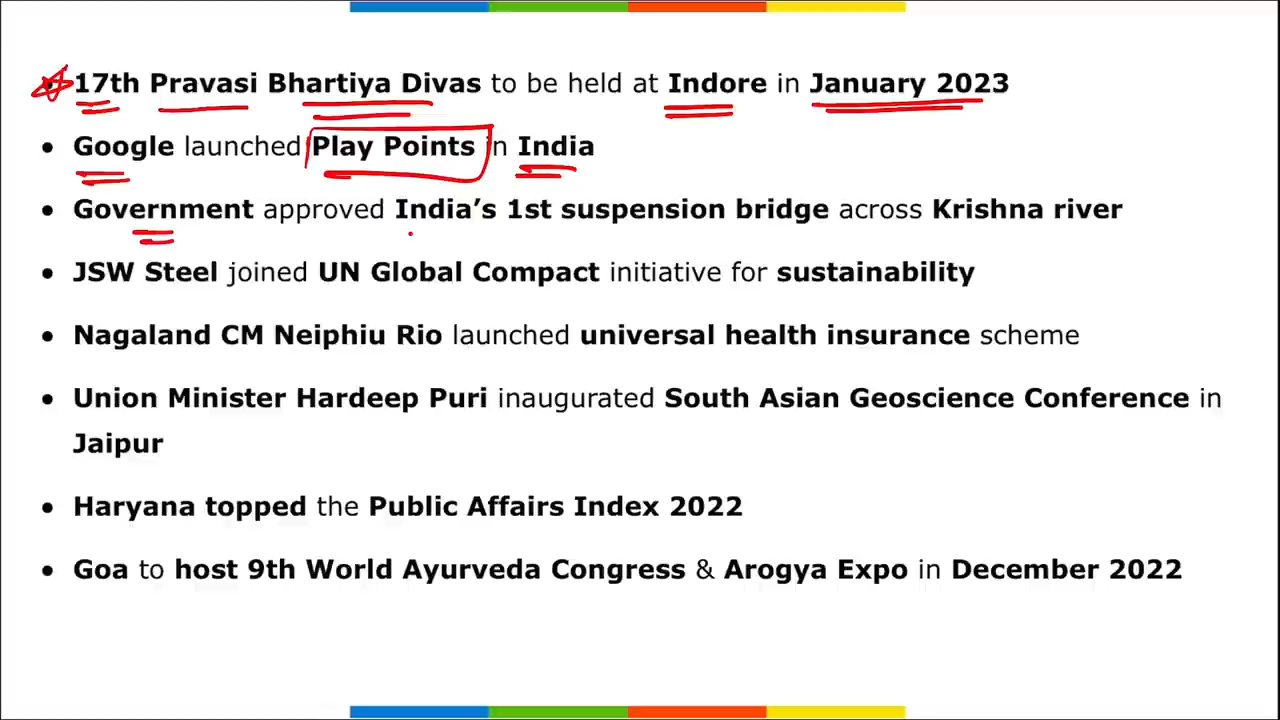 17th Pravasi Bhartiya Divas to be held at Indore in January 2023
Google launched Play Points in India
Government approved India’s 1st suspension bridge across Krishna river
JSW Steel joined UN Global Compact initiative for sustainability
Nagaland CM Neiphiu Rio launched universal health insurance scheme
Union Minister Hardeep Puri inaugurated South Asian Geoscience Conference in
Jaipur
Haryana topped the Public Affairs Index 2022
Goa to host 9th World Ayurveda Congress & Arogya Expo in December 2022